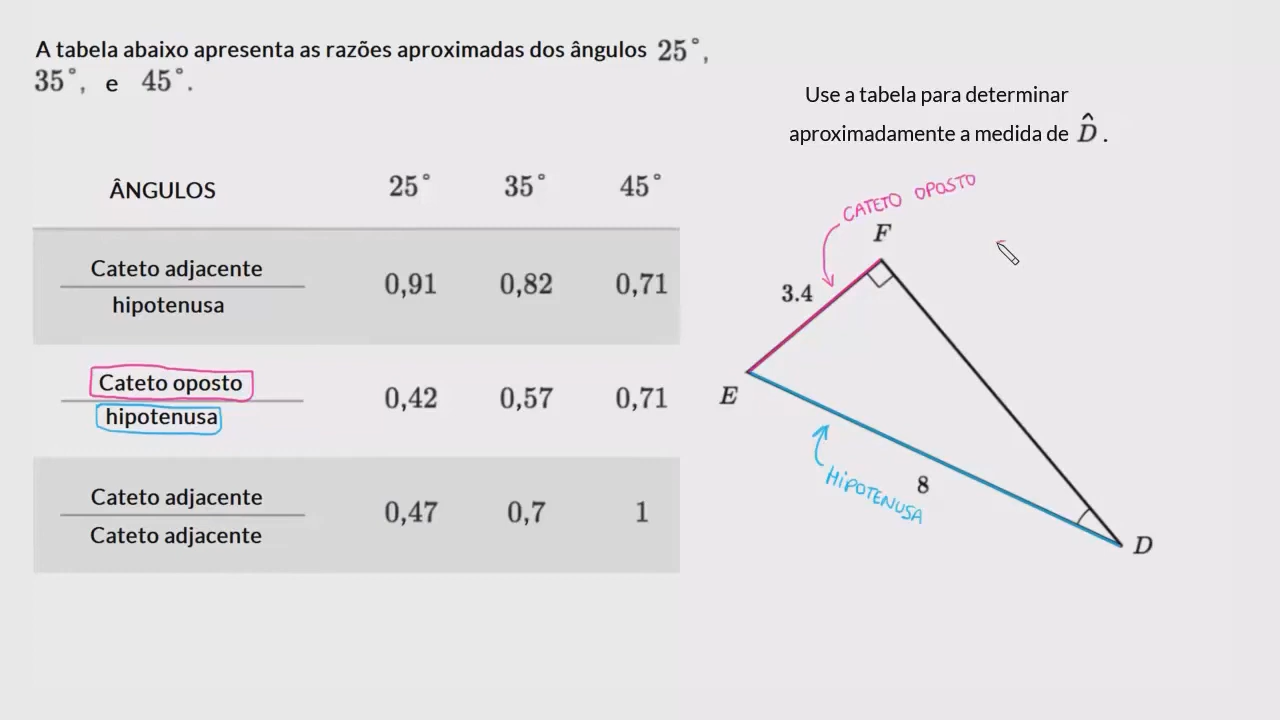 A tabela abaixo apresenta as razões aproximadas dos ângulos 25°,
35°, e 45°.
Use a tabela para determinar
aproximadamente a medida de D̂.
ÂNGULOS 25° 35° 45°
Cateto adjacente
hipotenusa
0,91 0,82 0,71
Cateto oposto
hipotenusa
0,42 0,57 0,71
Cateto adjacente
Cateto adjacente
0,47 0,7 1
CATETO OPOSTO
F
3.4
E
HIPOTENUSA
8
D